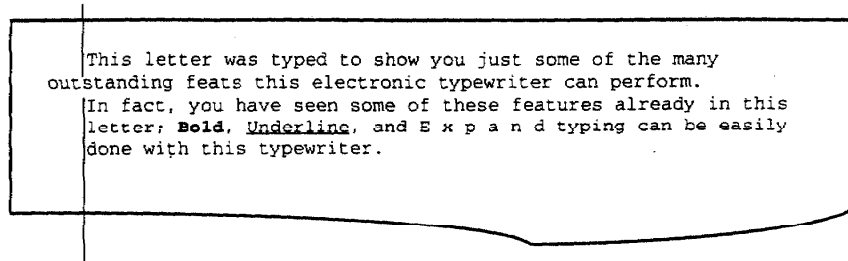 This letter was typed to show you just some of the many
outstanding feats this electronic typewriter can perform.
In fact, you have seen some of these features already in this
letter; Bold, Underline, and E x p a n d typing can be easily
done with this typewriter.